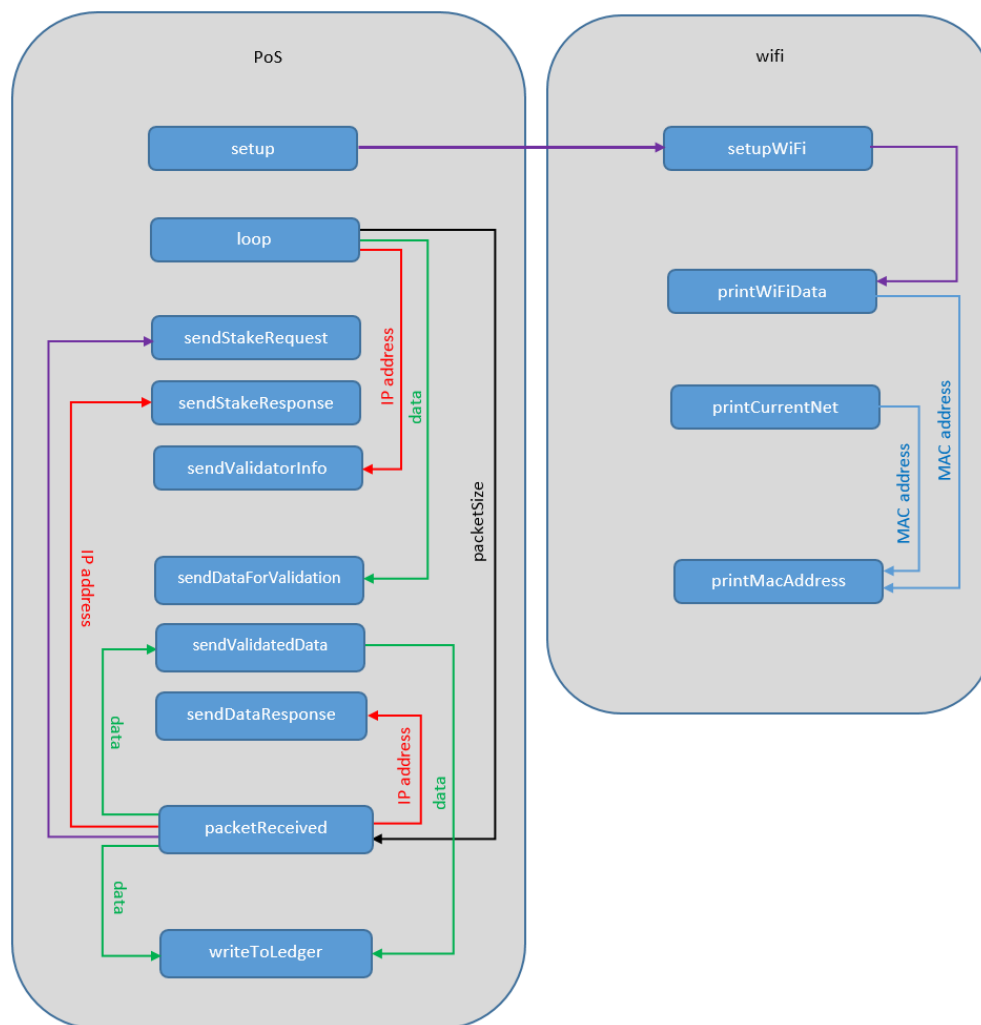 PoS
wifi
setup
setupWiFi
loop
printWiFiData
sendStakeRequest
IP address
sendStakeResponse
data
printCurrentNet
MAC address
sendValidatorInfo
MAC address
packetSize
IP address
sendDataForValidation
printMacAddress
sendValidatedData
sendDataResponse
data
IP address
data
packetReceived
data
writeToLedger